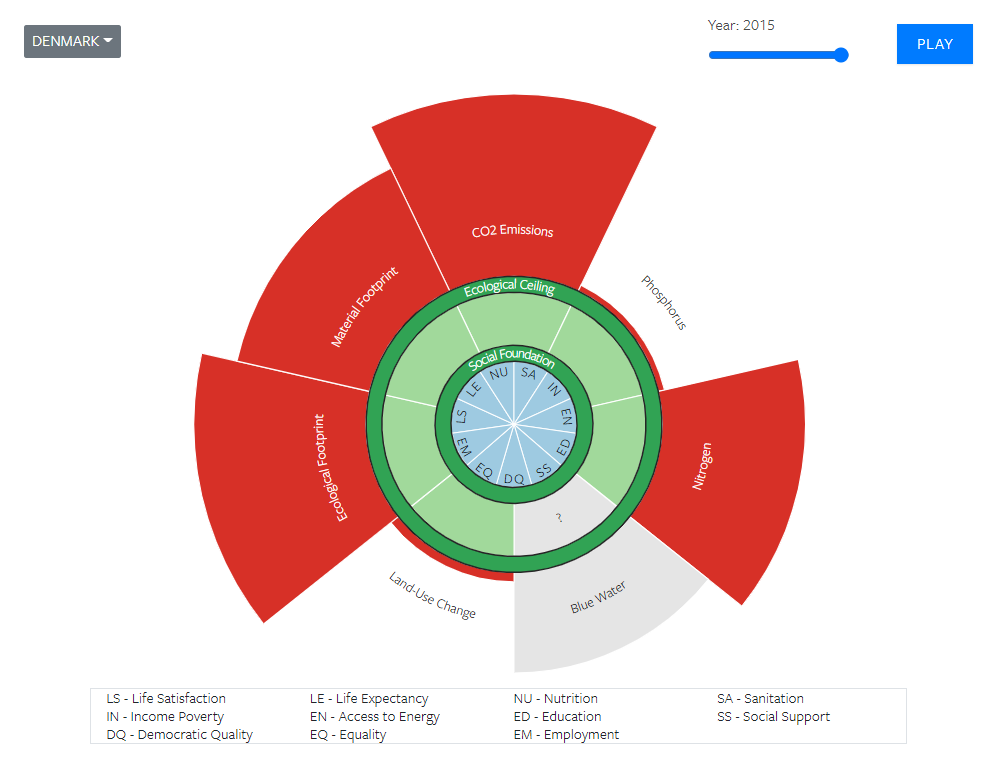 DENMARK
Year: 2015
PLAY
CO2 Emissions
Material Footprint
Phosphorus
Ecological Ceiling
Social Foundation
NU
SA
LE
IN
LS
EN
EM
ED
EQ
SS
DQ
Ecological Footprint
Nitrogen
?
Land-Use Change
Blue Water
LS - Life Satisfaction LE - Life Expectancy NU - Nutrition SA - Sanitation
IN - Income Poverty EN - Access to Energy ED - Education SS - Social Support
DQ - Democratic Quality EQ - Equality EM - Employment